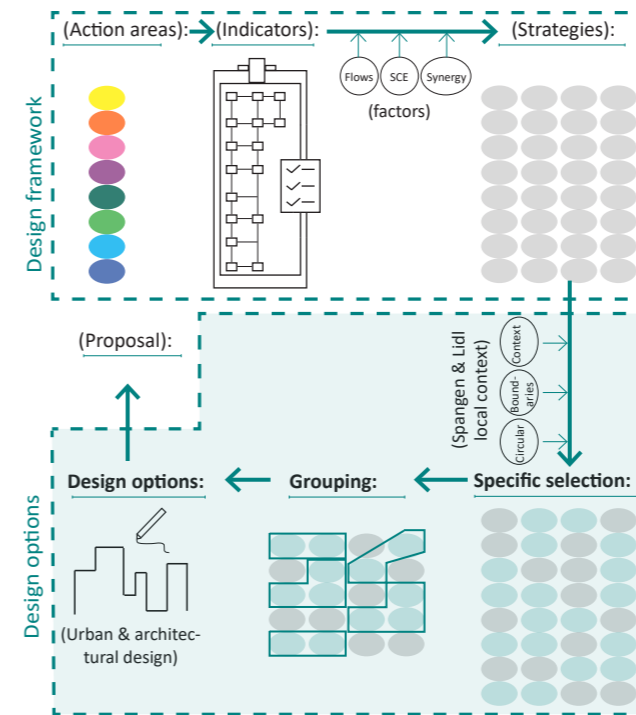 (Action areas):
(Indicators):
(Strategies):
Flows
SCE
Synergy
(factors)
Design framework
(Proposal):
(Spangen & Lidl
local context)
Context
Bound-
aries
Circular
Design options:
Grouping:
Specific selection:
(Urban & architec-
tural design)
Design options